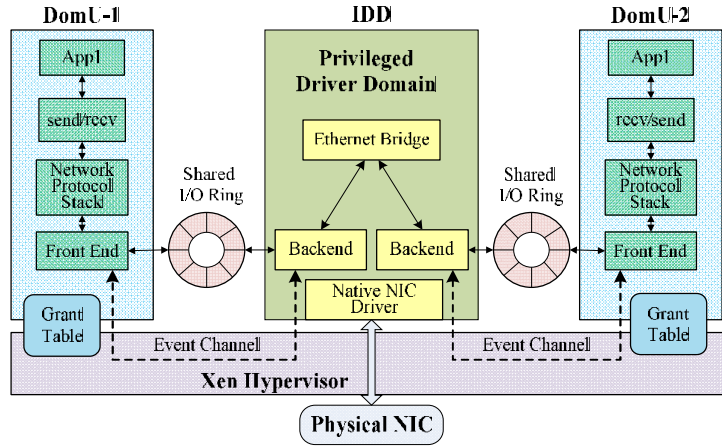 DomU-1
IDD
DomU-2
App1
send/recv
Network
Protocol
Stack
Front End
Grant
Table
Shared
I/O Ring
Privileged
Driver Domain
Ethernet Bridge
Backend
Backend
Native NIC
Driver
Shared
I/O Ring
App1
recv/send
Network
Protocol
Stack
Front End
Grant
Table
Event Channel
Event Channel
Xen Hypervisor
Physical NIC